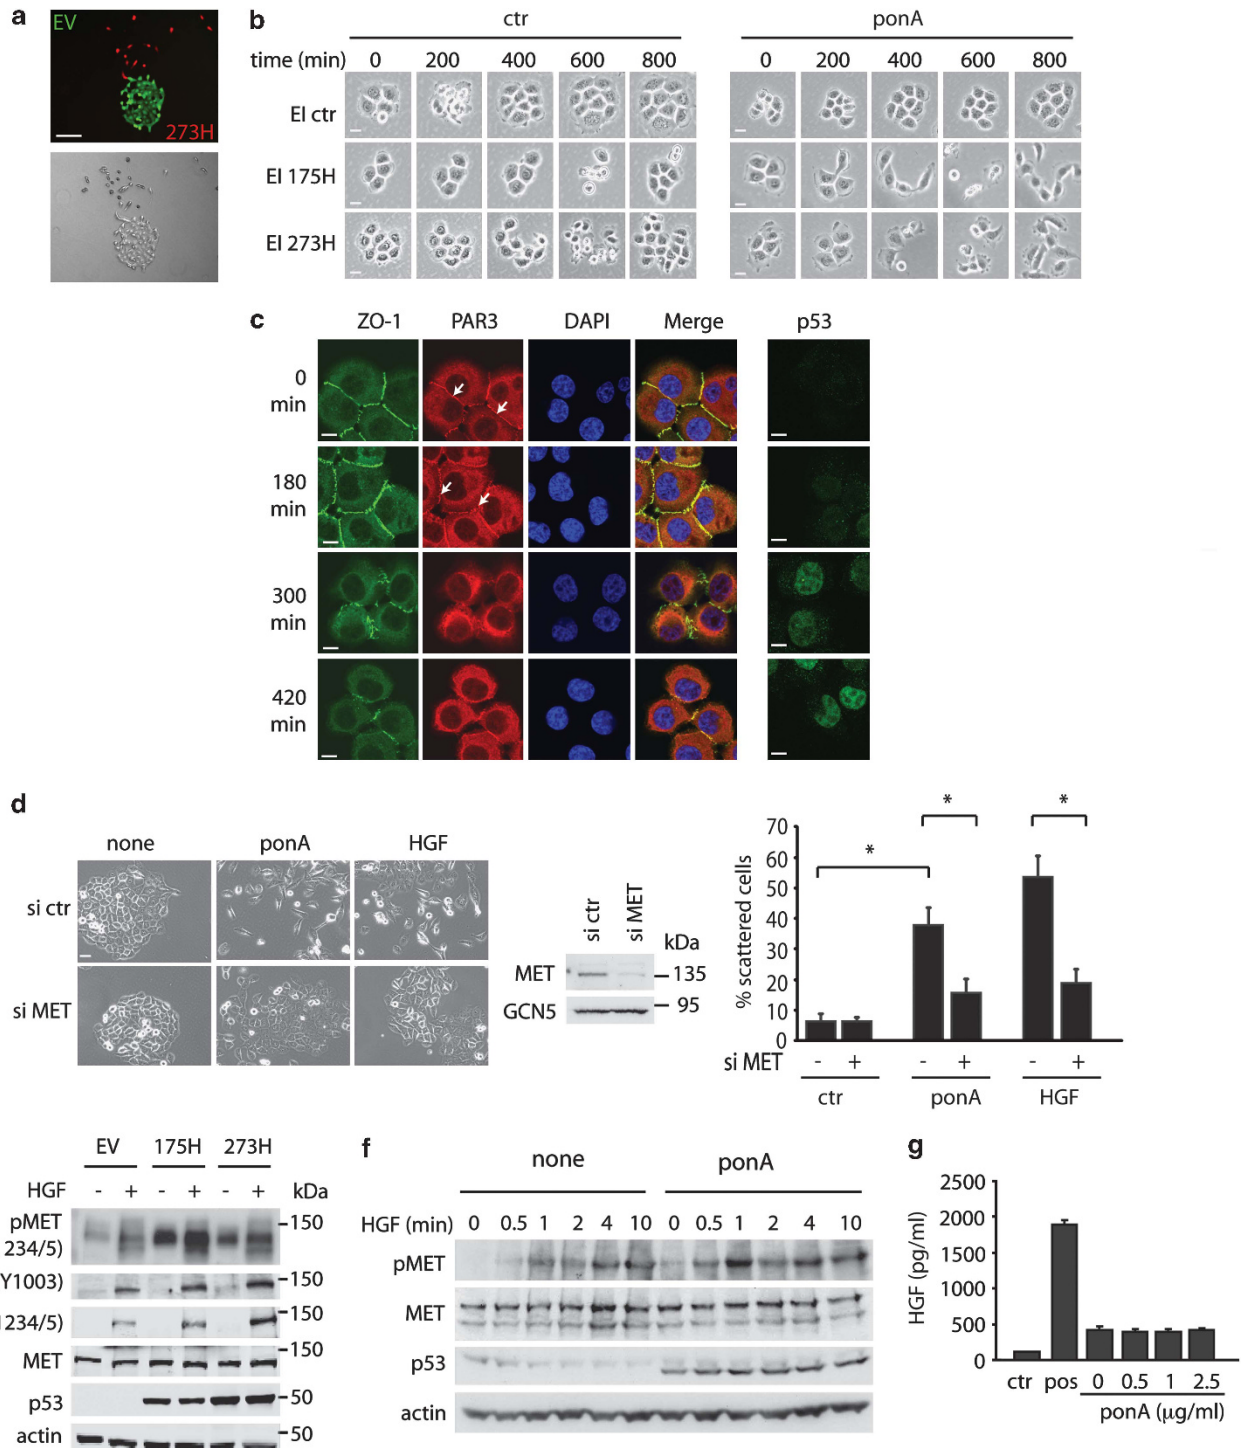 a
EV
273H
b
ctr
ponA
time (min) 0 200 400 600 800 0 200 400 600 800
EI ctr
EI 175H
EI 273H
c
ZO-1 PAR3 DAPI Merge p53
0
min
180
min
300
min
420
min
d
none ponA HGF
si ctr
si MET
si ctr
si MET
kDa
MET
135
GCN5
95
% scattered cells
70
60
50
40
30
20
10
0
*
*
*
si MET - + - + - +
ctr ponA HGF
EV 175H 273H
HGF - + - + - + kDa
pMET
234/5)
150
Y1003)
150
1234/5)
150
MET
150
p53
50
actin
50
f
none ponA
HGF (min) 0 0.5 1 2 4 10 0 0.5 1 2 4 10
pMET
MET
p53
actin
g
HGF (pg/ml)
2500
2000
1500
1000
500
0
ctr pos 0 0.5 1 2.5
ponA (µg/ml)